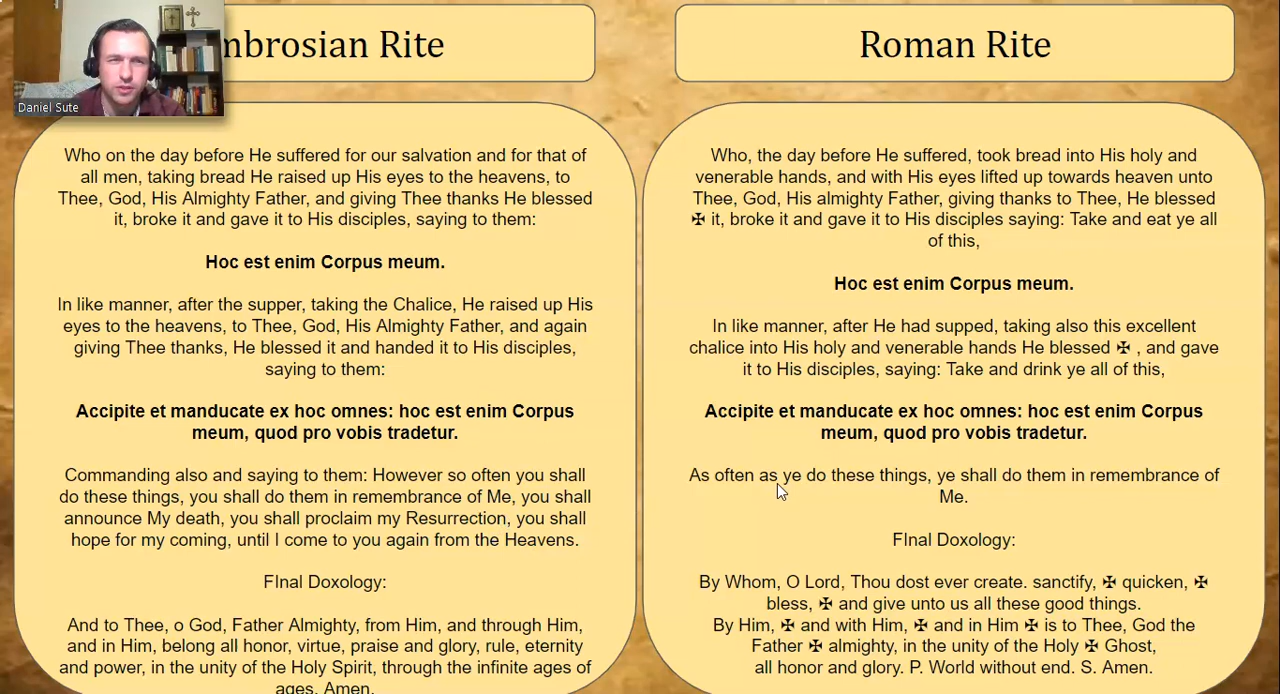 mbrosian Rite
Daniel Sute
Who on the day before He suffered for our salvation and for that of
all men, taking bread He raised up His eyes to the heavens, to
Thee, God, His Almighty Father, and giving Thee thanks He blessed
it, broke it and gave it to His disciples, saying to them:
Hoc est enim Corpus meum.
In like manner, after the supper, taking the Chalice, He raised up His
eyes to the heavens, to Thee, God, His Almighty Father, and again
giving Thee thanks, He blessed it and handed it to His disciples,
saying to them:
Accipite et manducate ex hoc omnes: hoc est enim Corpus
meum, quod pro vobis tradetur.
Commanding also and saying to them: However so often you shall
do these things, you shall do them in remembrance of Me, you shall
announce My death, you shall proclaim my Resurrection, you shall
hope for my coming, until I come to you again from the Heavens.
FInal Doxology:
And to Thee, o God, Father Almighty, from Him, and through Him,
and in Him, belong all honor, virtue, praise and glory, rule, eternity
and power, in the unity of the Holy Spirit, through the infinite ages of
ages. Amen.
Roman Rite
Who, the day before He suffered, took bread into His holy and
venerable hands, and with His eyes lifted up towards heaven unto
Thee, God, His almighty Father, giving thanks to Thee, He blessed
✠ it, broke it and gave it to His disciples saying: Take and eat ye all
of this,
Hoc est enim Corpus meum.
In like manner, after He had supped, taking also this excellent
chalice into His holy and venerable hands He blessed ✠ , and gave
it to His disciples, saying: Take and drink ye all of this,
Accipite et manducate ex hoc omnes: hoc est enim Corpus
meum, quod pro vobis tradetur.
As often as ye do these things, ye shall do them in remembrance of
Me.
FInal Doxology:
By Whom, O Lord, Thou dost ever create. sanctify, ✠ quicken, ✠
bless, ✠ and give unto us all these good things.
By Him, ✠ and with Him, ✠ and in Him ✠ is to Thee, God the
Father ✠ almighty, in the unity of the Holy ✠ Ghost,
all honor and glory. P. World without end. S. Amen.